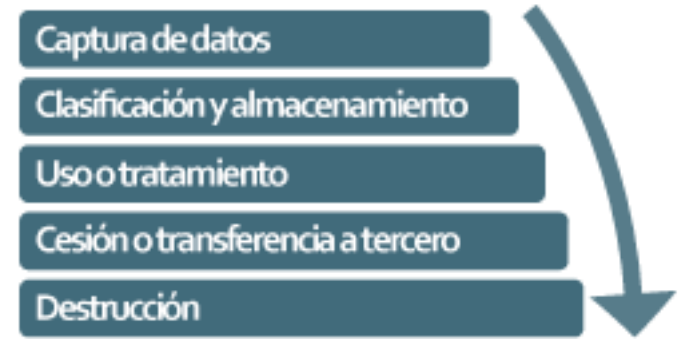 Captura de datos
Clasificación y almacenamiento
Uso o tratamiento
Cesión o transferencia a tercero
Destrucción